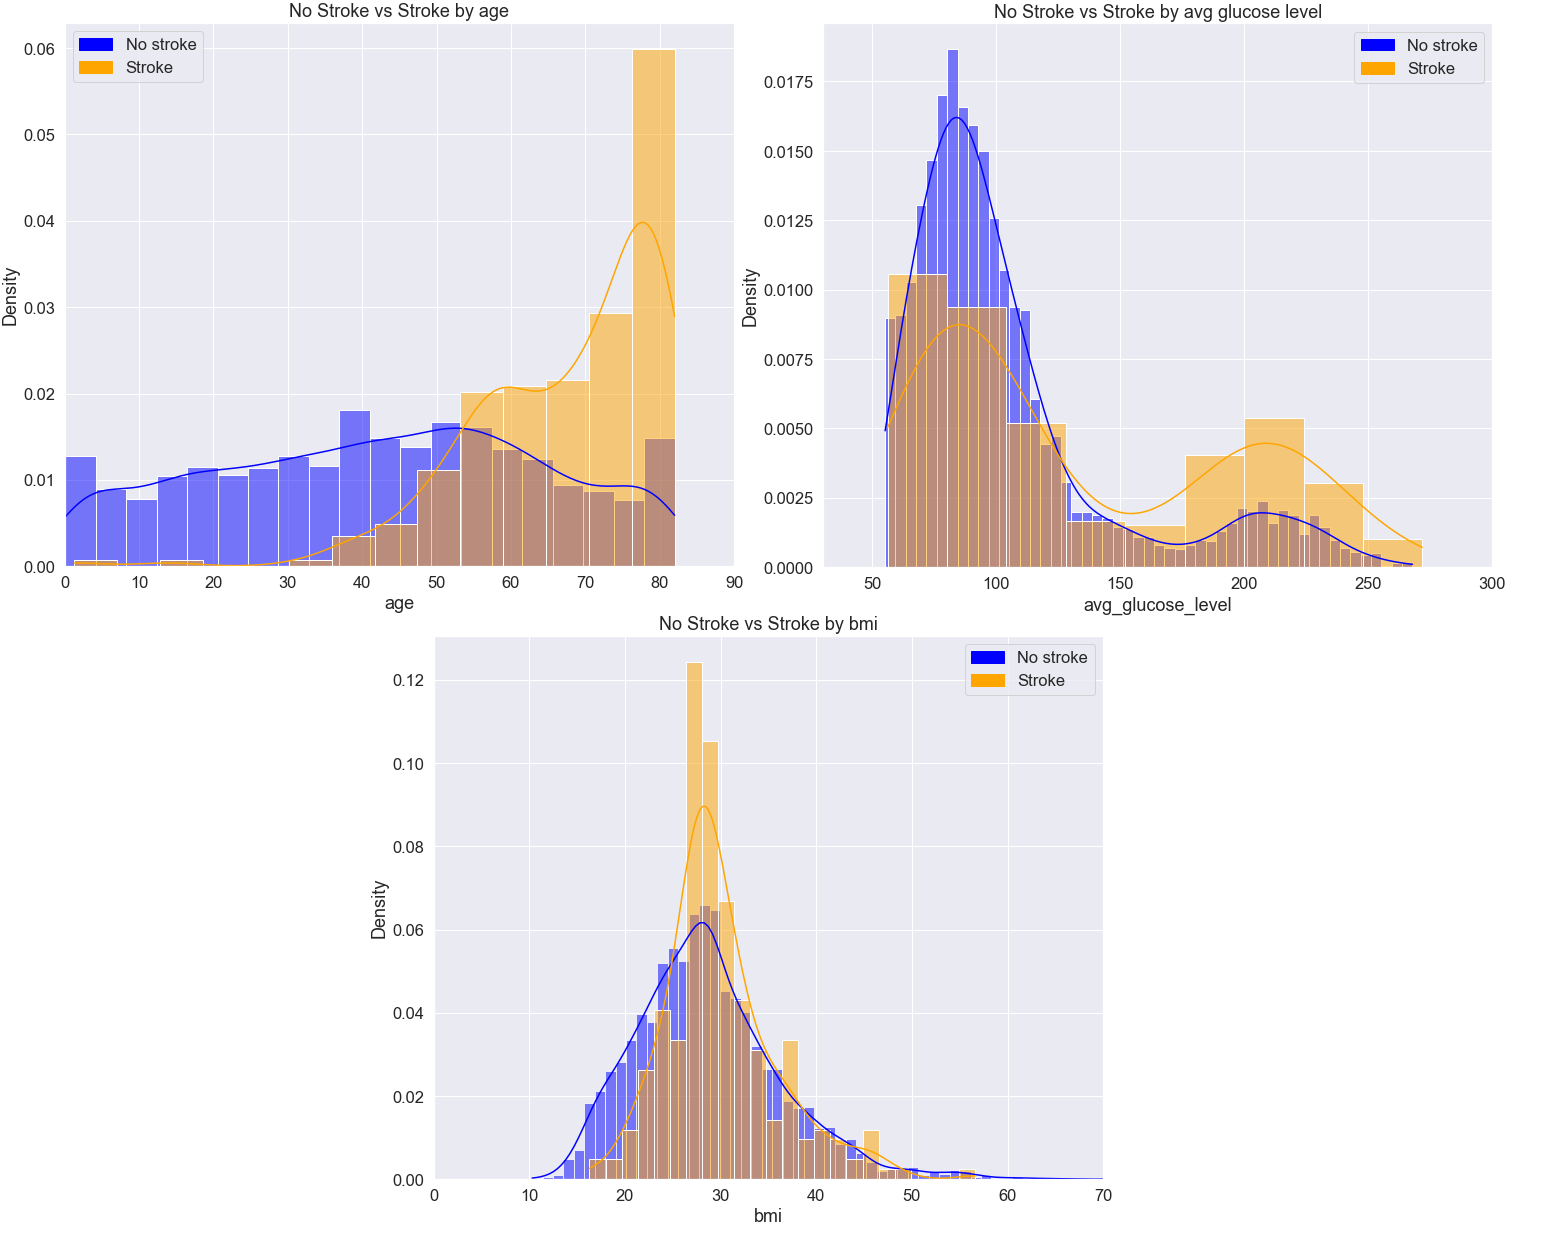 No Stroke vs Stroke by age
No stroke
Stroke
Density
0.06
0.05
0.04
0.03
0.02
0.01
0.00
0 10 20 30 40 50 60 70 80 90
age
No Stroke vs Stroke by avg glucose level
No stroke
Stroke
Density
0.0175
0.0150
0.0125
0.0100
0.0075
0.0050
0.0025
0.0000
50 100 150 200 250 300
avg_glucose_level
No Stroke vs Stroke by bmi
No stroke
Stroke
Density
0.12
0.10
0.08
0.06
0.04
0.02
0.00
0 10 20 30 40 50 60 70
bmi